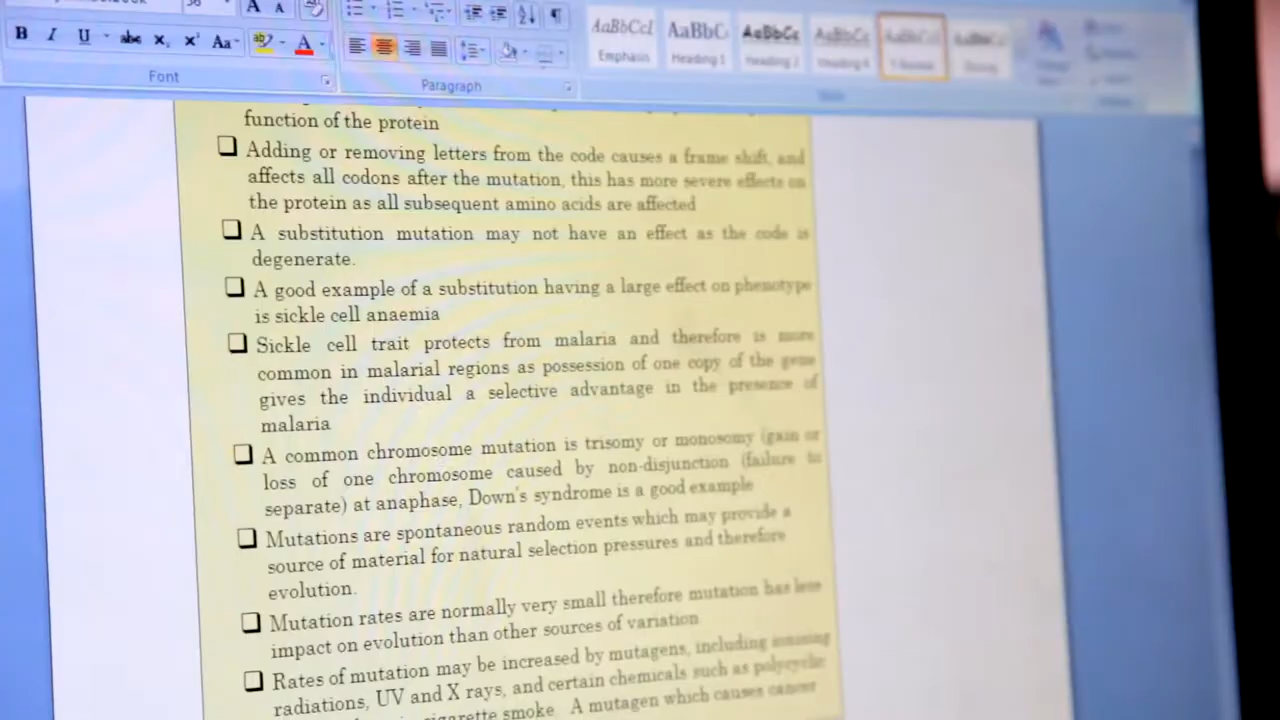 B I U abc x₂ x² Aa A
A A
Font
Paragraph
AaBbCcI AaBbC AaBbCc AaBbCc AaBbCcI AaBbCc
Emphasis Heading 1 Heading 2
function of the protein
Adding or removing letters from the code causes a frame shift, and
affects all codons after the mutation, this has more severe effects on
the protein as all subsequent amino acids are affected
A substitution mutation may not have an effect as the code is
degenerate.
A good example of a substitution having a large effect on phenotype
is sickle cell anaemia
Sickle cell trait protects from malaria and therefore is more
common in malarial regions as possession of one copy of the gene
gives the individual a selective advantage in the presence of
malaria
A common chromosome mutation is trisomy or monosomy (gain or
loss of one chromosome caused by non-disjunction (failure to
separate) at anaphase, Down's syndrome is a good example
Mutations are spontaneous random events which may provide a
source of material for natural selection pressures and therefore
evolution.
Mutation rates are normally very small therefore mutation has less
impact on evolution than other sources of variation
Rates of mutation may be increased by mutagens, including ionising
radiations, UV and X rays, and certain chemicals such as polycyclic
cigarette smoke. A mutagen which causes cancer